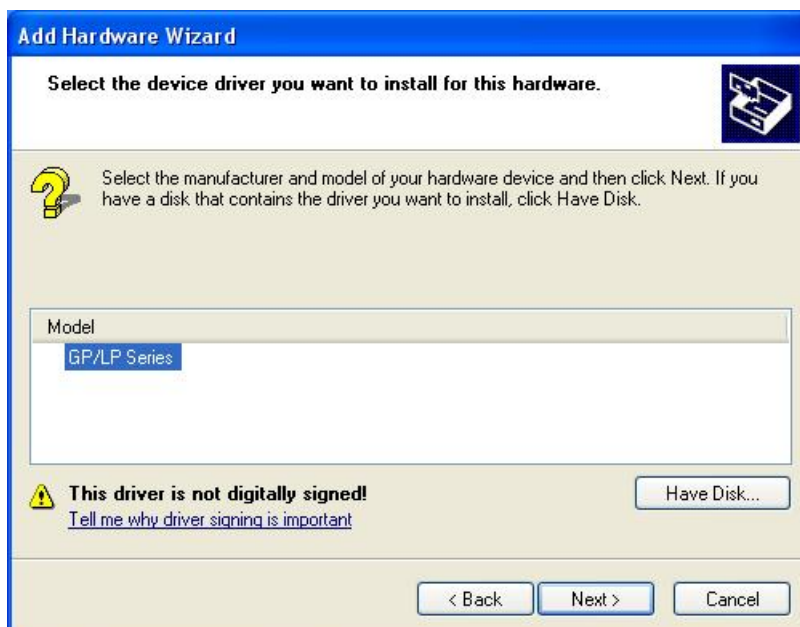 Add Hardware Wizard
Select the device driver you want to install for this hardware.
Select the manufacturer and model of your hardware device and then click Next. If you
have a disk that contains the driver you want to install, click Have Disk.
Model
GP/LP Series
This driver is not digitally signed!
Have Disk...
Tell me why driver signing is important
< Back
Next >
Cancel